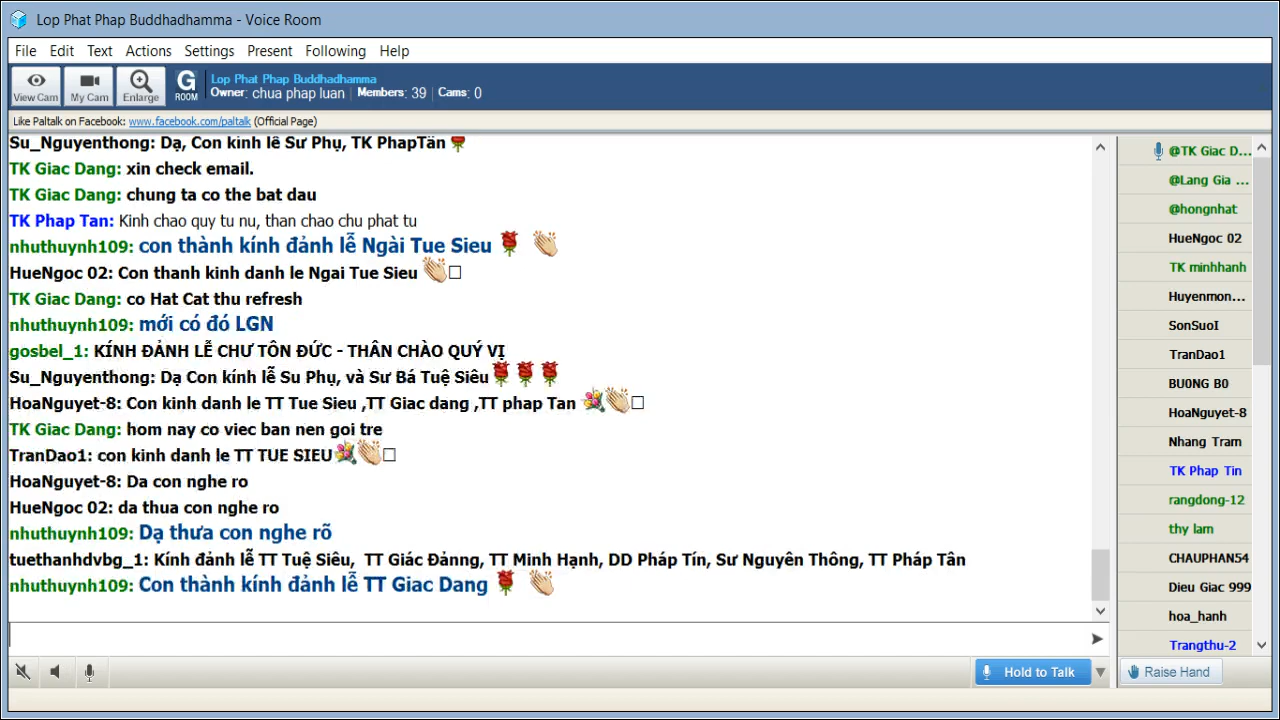 Lop Phat Phap Buddhadhamma - Voice Room
File Edit Text Actions Settings Present Following Help
View Cam My Cam Enlarge G ROOM
Lop Phat Phap Buddhadhamma
Owner: chua phap luan Members: 39 Cams: 0
Like Paltalk on Facebook: www.facebook.com/paltalk (Official Page)
Su_Nguyenthong: Dạ, Con kinh lê Sư Phụ, TK PhapTân
TK Giac Dang: xin check email.
TK Giac Dang: chung ta co the bat dau
TK Phap Tan: Kinh chao quy tu nu, than chao chu phat tu
nhuthuynh109: con thành kính đảnh lễ Ngài Tue Sieu
HueNgoc 02: Con thanh kinh danh le Ngai Tue Sieu
TK Giac Dang: co Hat Cat thu refresh
nhuthuynh109: mới có đó LGN
gosbel_1: KÍNH ĐẢNH LỄ CHƯ TÔN ĐỨC - THÂN CHÀO QUÝ VỊ
Su_Nguyenthong: Dạ Con kính lễ Su Phụ, và Sư Bá Tuệ Siêu
HoaNguyet-8: Con kinh danh le TT Tue Sieu ,TT Giac dang ,TT phap Tan
TK Giac Dang: hom nay co viec ban nen goi tre
TranDao1: con kinh danh le TT TUE SIEU
HoaNguyet-8: Da con nghe ro
HueNgoc 02: da thua con nghe ro
nhuthuynh109: Dạ thưa con nghe rõ
tuethanhdvbg_1: Kính đảnh lễ TT Tuệ Siêu, TT Giác Đảnng, TT Minh Hạnh, DD Pháp Tín, Sư Nguyên Thông, TT Pháp Tân
nhuthuynh109: Con thành kính đảnh lễ TT Giac Dang
@TK Giac D...
@Lang Gia ...
@hongnhat
HueNgoc 02
TK minhhanh
Huyenmon...
SonSuoI
TranDao1
BU0NG B0
HoaNguyet-8
Nhang Tram
TK Phap Tin
rangdong-12
thy lam
CHAUPHAN54
Dieu Giac 999
hoa_hanh
Trangthu-2
Hold to Talk
Raise Hand